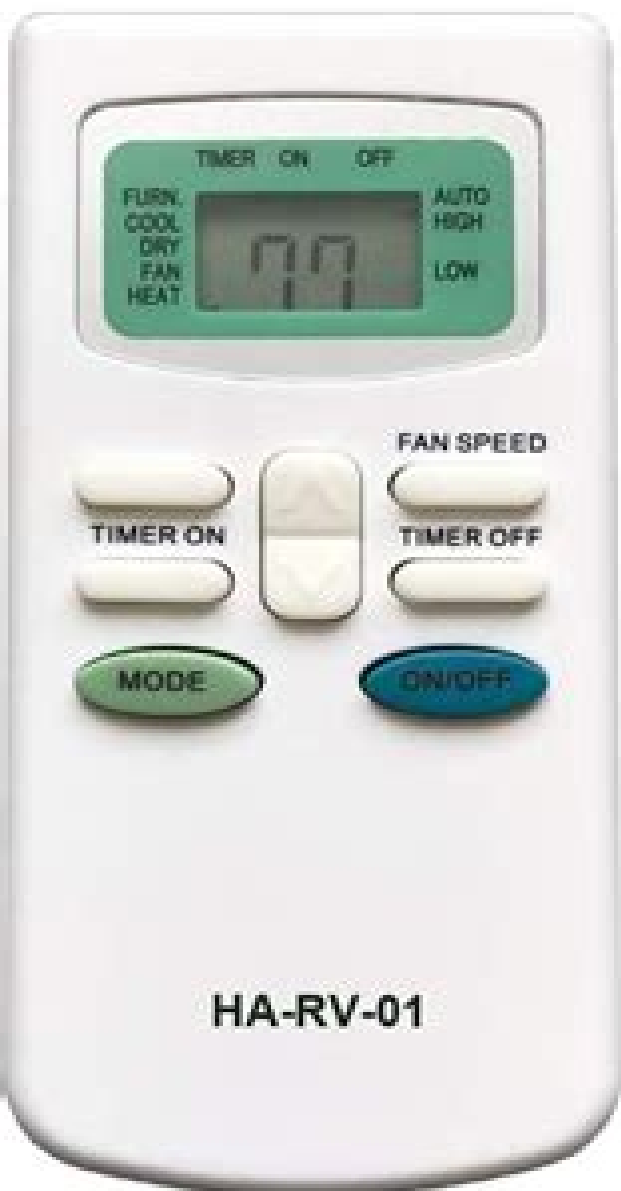 TIMER ON OFF
FURN.
COOL
DRY
FAN
HEAT
AUTO
HIGH
LOW
77
FAN SPEED
TIMER ON
TIMER OFF
MODE
ON/OFF
HA-RV-01